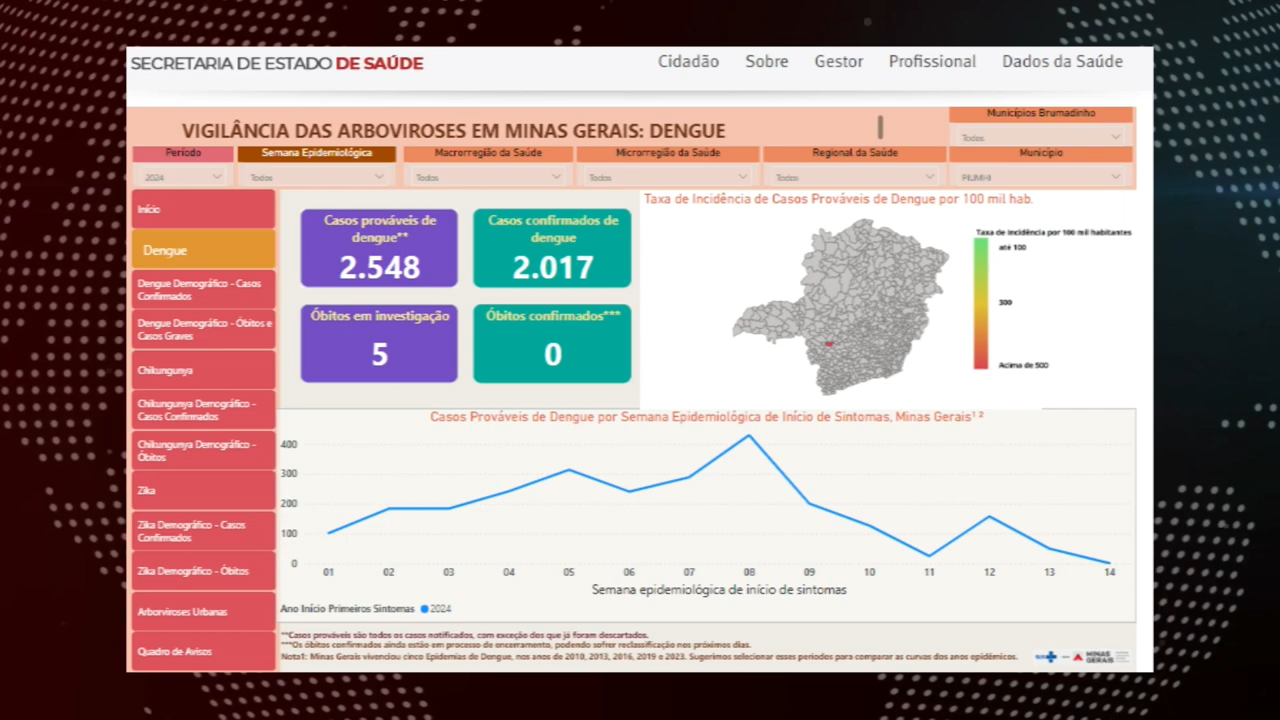 SECRETARIA DE ESTADO DE SAÚDE
Cidadão Sobre Gestor Profissional Dados da Saúde
VIGILÂNCIA DAS ARBOVIROSES EM MINAS GERAIS: DENGUE
Municípios Brumadinho
Todos
Período Semana Epidemiológica Macrorregião da Saúde Microrregião da Saúde Regional da Saúde Município
2024 Todos Todos Todos Todos PIUMHI
Início
Dengue
Dengue Demográfico - Casos
Confirmados
Dengue Demográfico - Óbitos e
Casos Graves
Chikungunya
Chikungunya Demográfico -
Casos Confirmados
Chikungunya Demográfico -
Óbitos
Zika
Zika Demográfico - Casos
Confirmados
Zika Demográfico - Óbitos
Arboviroses Urbanas
Quadro de Avisos
Casos prováveis de
dengue**
2.548
Casos confirmados de
dengue
2.017
Óbitos em investigação
5
Óbitos confirmados***
0
Taxa de Incidência de Casos Prováveis de Dengue por 100 mil hab.
Taxa de incidência por 100 mil habitantes
até 100
300
Acima de 500
Casos Prováveis de Dengue por Semana Epidemiológica de Início de Sintomas, Minas Gerais¹ ²
400
300
200
100
0
01 02 03 04 05 06 07 08 09 10 11 12 13 14
Semana epidemiológica de início de sintomas
Ano Início Primeiros Sintomas 2024
**Casos prováveis são todos os casos notificados, com exceção dos que já foram descartados.
***Os óbitos confirmados ainda estão em processo de encerramento, podendo sofrer reclassificação nos próximos dias.
Nota1: Minas Gerais vivenciou cinco Epidemias de Dengue, nos anos de 2010, 2013, 2016, 2019 e 2023. Sugerimos selecionar esses períodos para comparar as curvas dos anos epidêmicos.
SUS MINAS
GERAIS